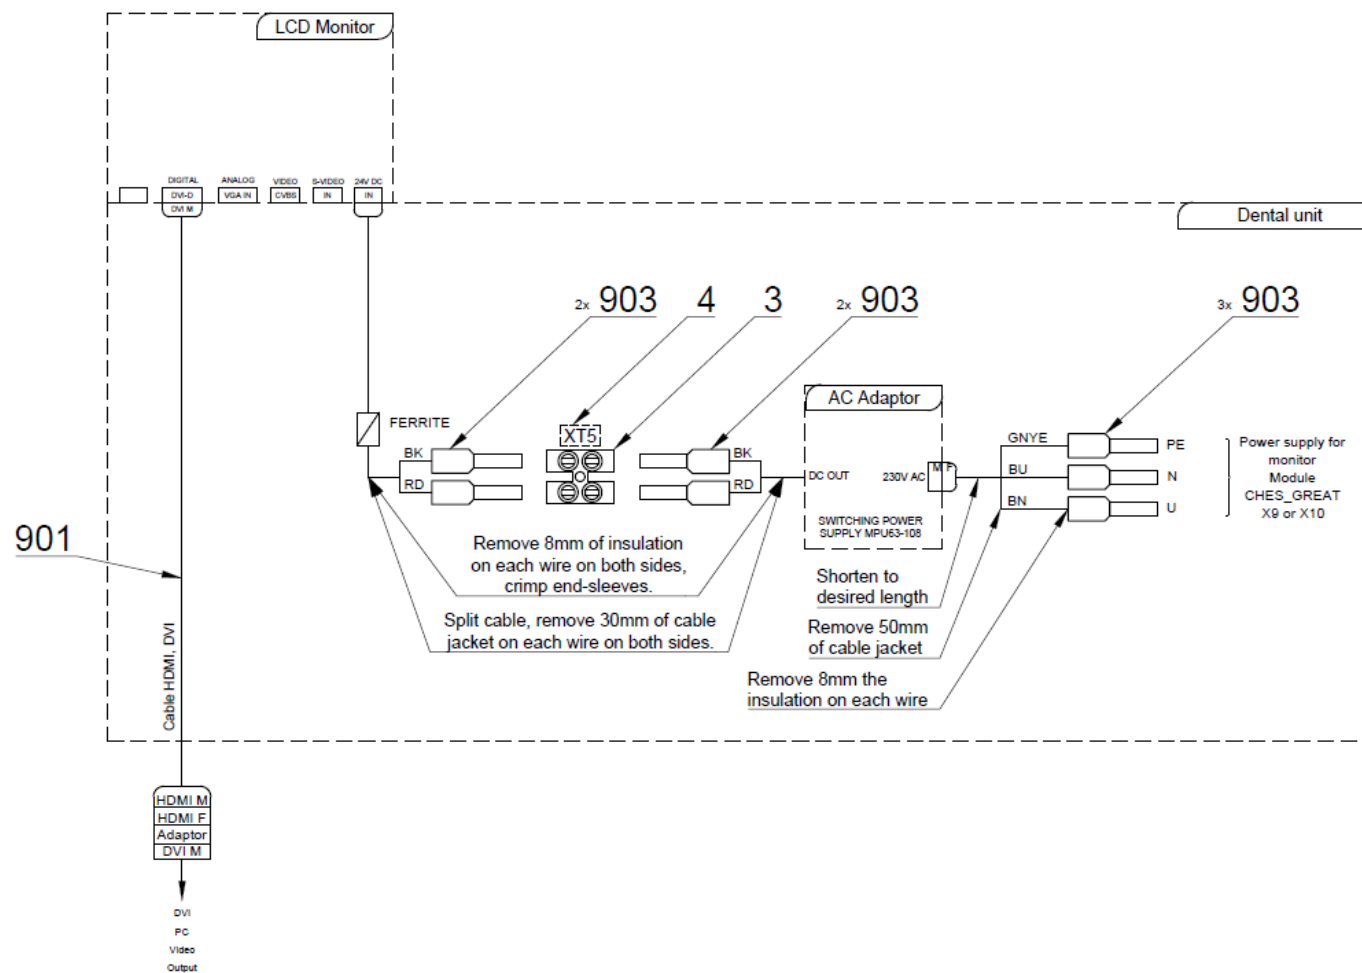 LCD Monitor
DIGITAL
ANALOG
VIDEO
S-VIDEO
24V DC
DVI-D
VGA IN
CVBS
IN
IN
DVI M
Dental unit
2x 903
4
3
2x 903
3x 903
AC Adaptor
FERRITE
XT5
BK
RD
BK
RD
DC OUT
230V AC
M
F
GNYE
BU
BN
PE
N
U
Power supply for
monitor
Module
CHES_GREAT
X9 or X10
SWITCHING POWER
SUPPLY MPU63-108
901
Remove 8mm of insulation
on each wire on both sides,
crimp end-sleeves.
Split cable, remove 30mm of cable
jacket on each wire on both sides.
Shorten to
desired length
Remove 50mm
of cable jacket
Remove 8mm the
insulation on each wire
Cable HDMI, DVI
HDMI M
HDMI F
Adaptor
DVI M
DVI
PC
Video
Output